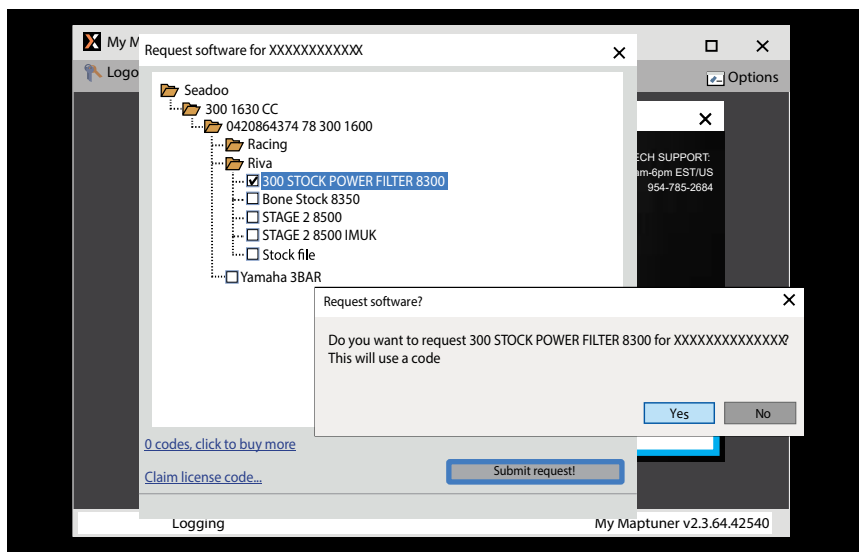 My M
Request software for XXXXXXXXXXXX
Logo
Options
Seadoo
300 1630 CC
0420864374 78 300 1600
Racing
Riva
300 STOCK POWER FILTER 8300
Bone Stock 8350
STAGE 2 8500
STAGE 2 8500 IMUK
Stock file
Yamaha 3BAR
ECH SUPPORT:
am-6pm EST/US
954-785-2684
Request software?
Do you want to request 300 STOCK POWER FILTER 8300 for XXXXXXXXXXXXXX?
This will use a code
Yes
No
0 codes, click to buy more
Claim license code...
Submit request!
Logging
My Maptuner v2.3.64.42540